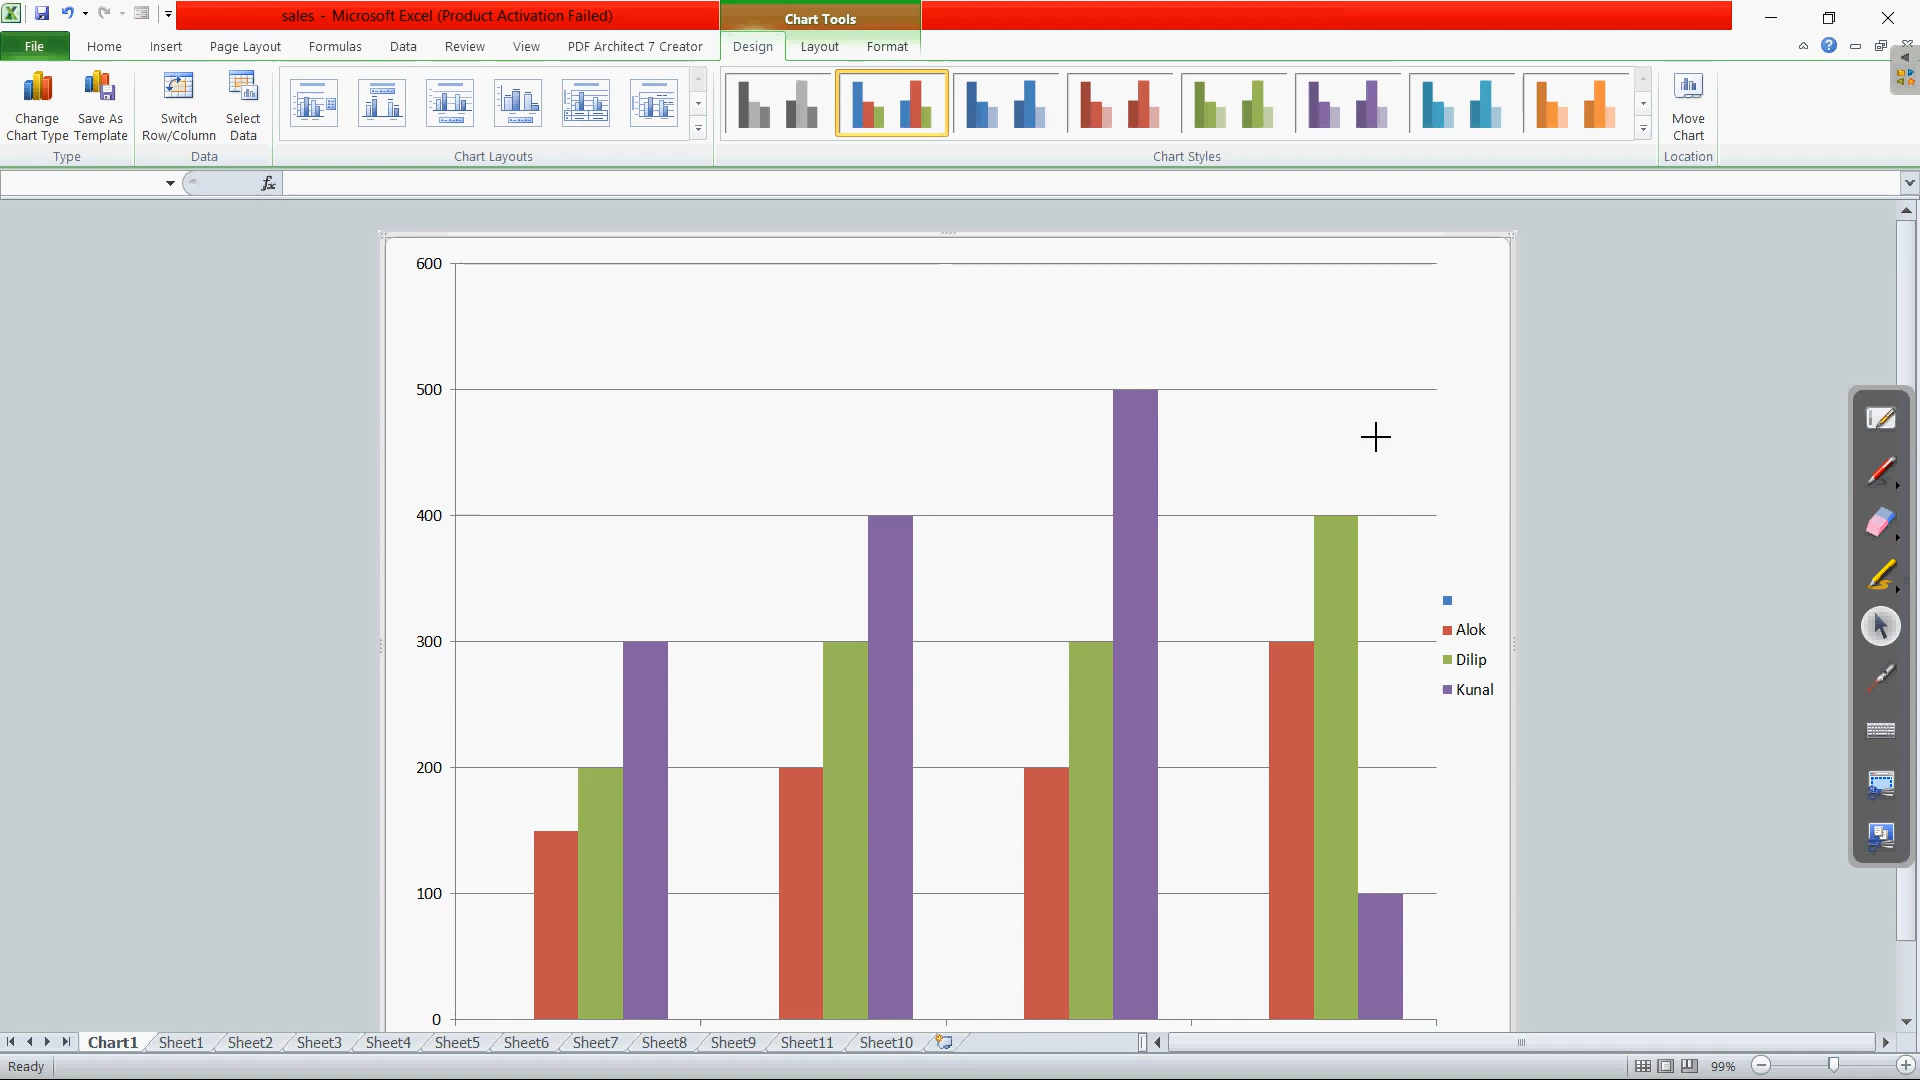 sales - Microsoft Excel (Product Activation Failed)
Chart Tools
File Home Insert Page Layout Formulas Data Review View PDF Architect 7 Creator Design Layout Format
Change Chart Type
Save As Template
Switch Row/Column
Select Data
Move Chart
Type Data Chart Layouts Chart Styles Location
fx
600
500
400
300
200
100
0
Alok
Dilip
Kunal
Chart1 Sheet1 Sheet2 Sheet3 Sheet4 Sheet5 Sheet6 Sheet7 Sheet8 Sheet9 Sheet11 Sheet10
Ready 99%